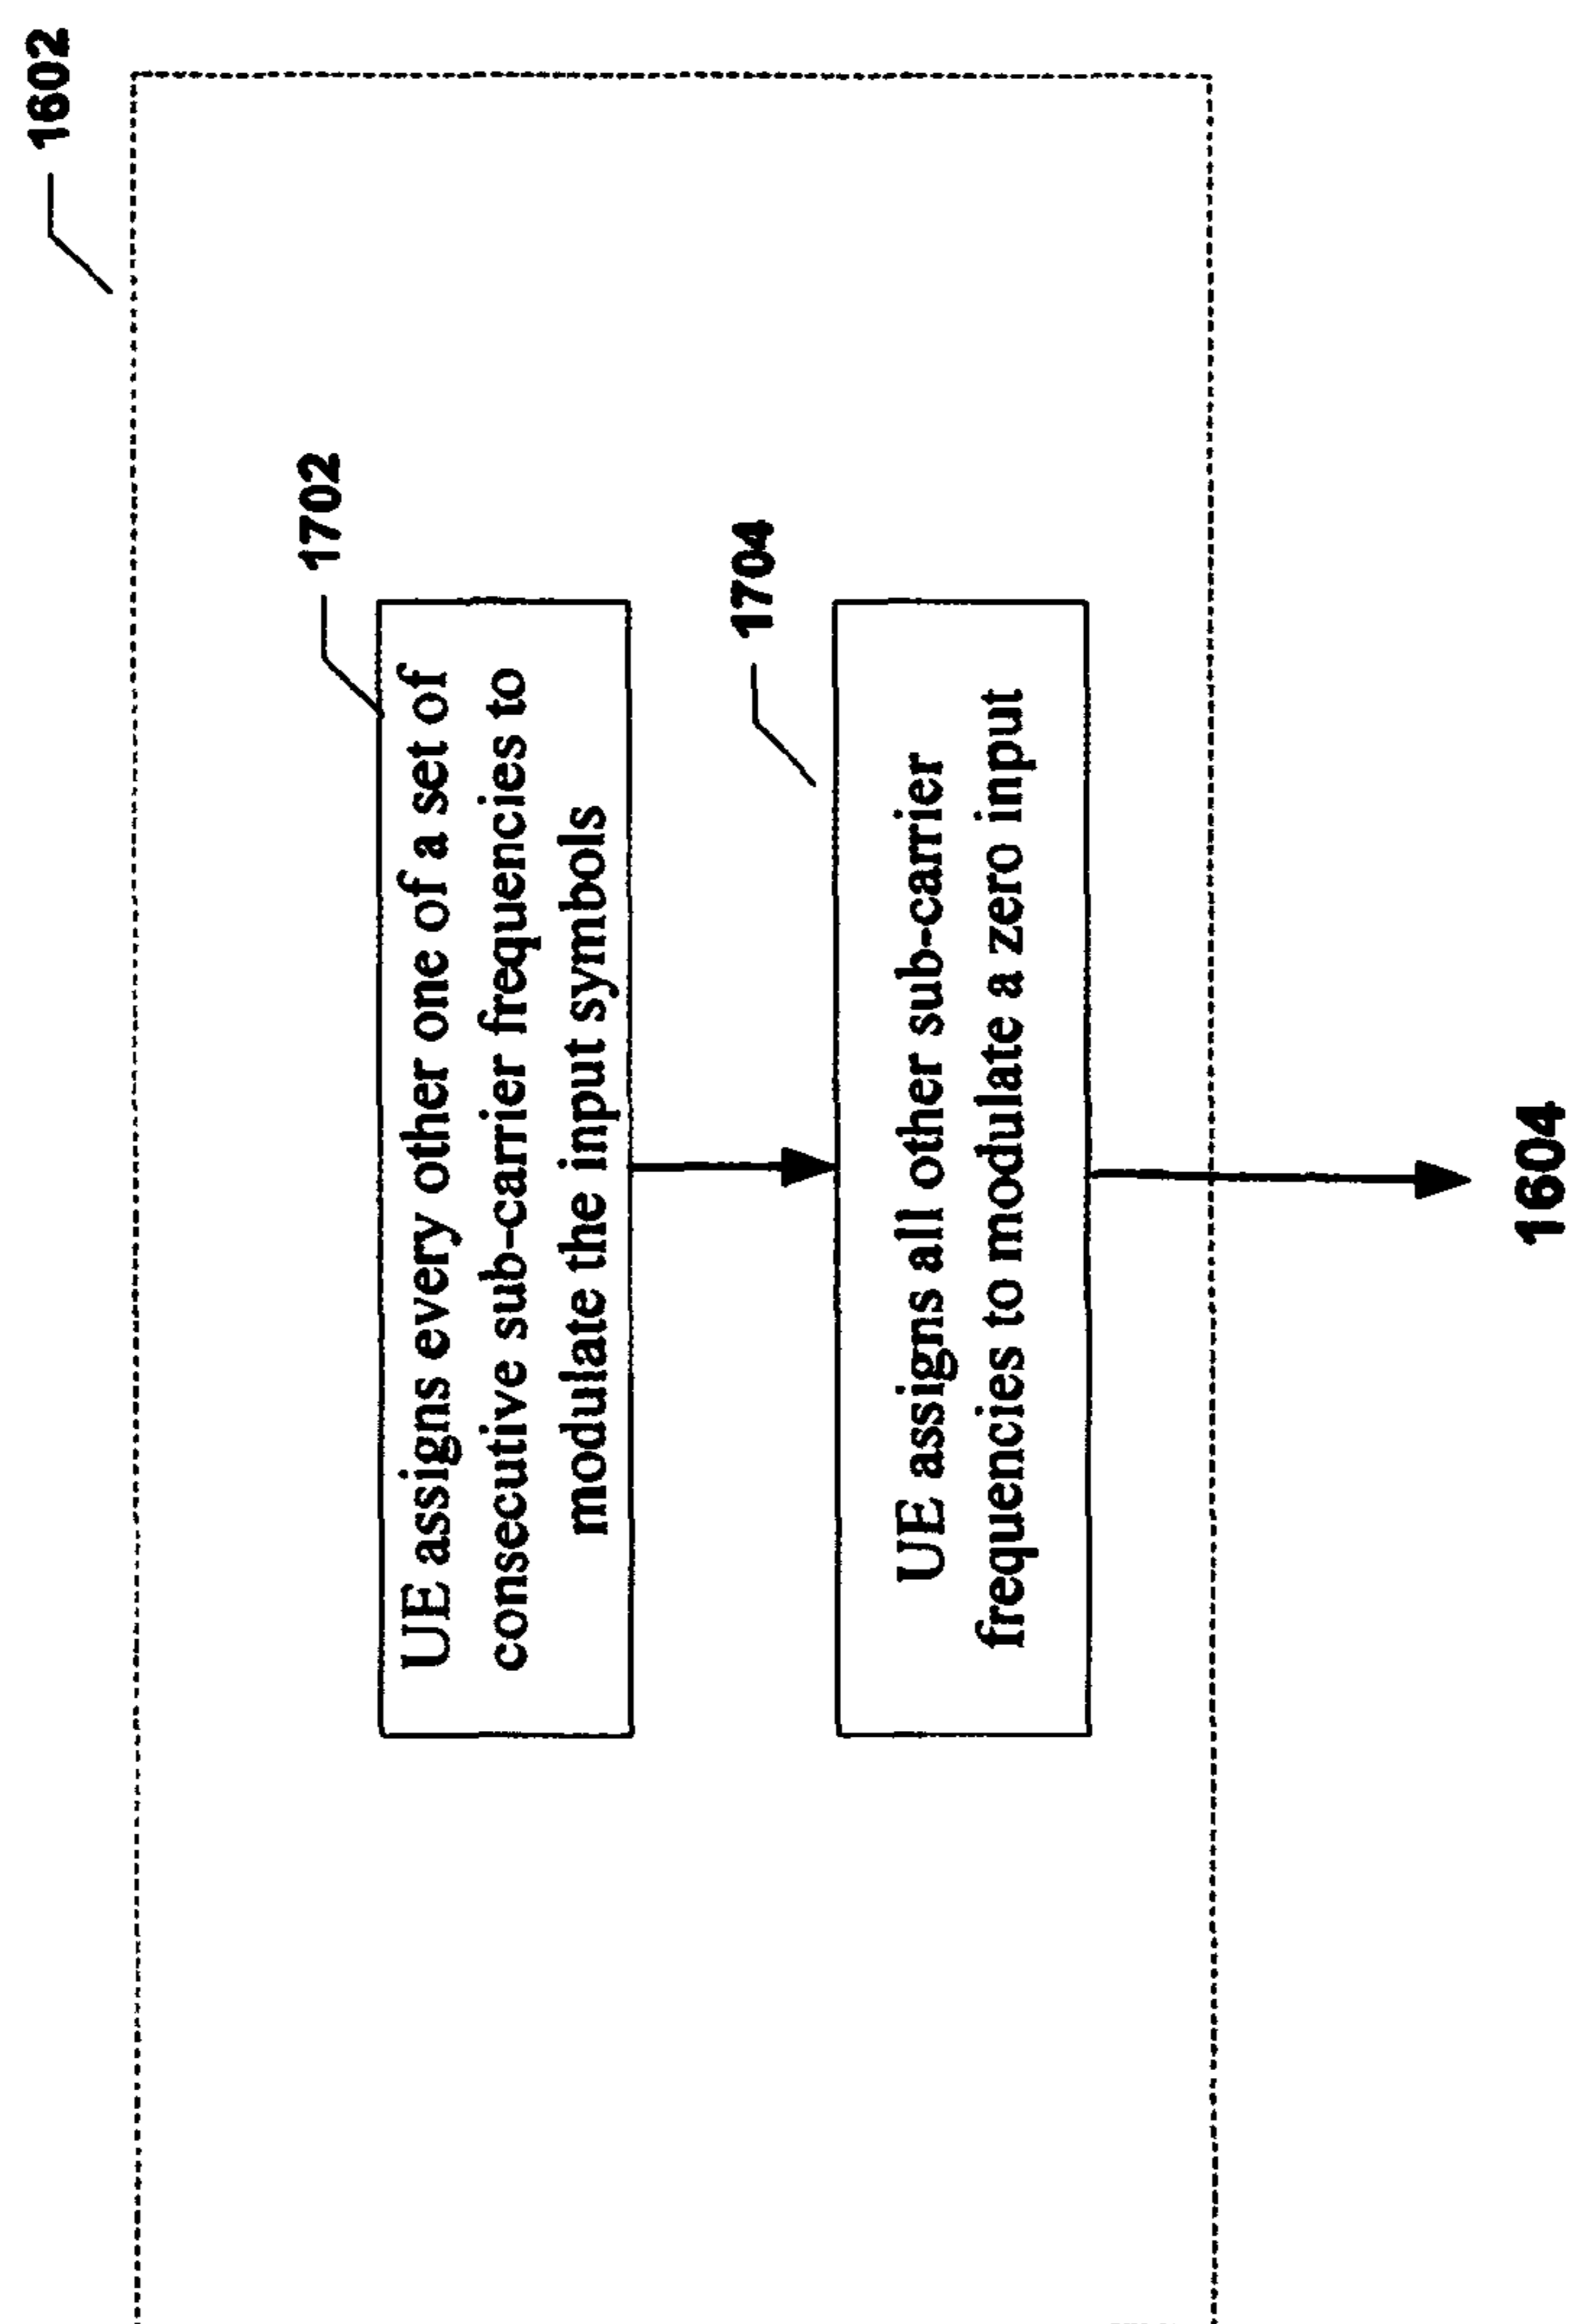 1602
1702
UE assigns every other one of a set of
consecutive sub-carrier frequencies to
modulate the input symbols
1704
UE assigns all other sub-carrier
frequencies to modulate a zero input
1604